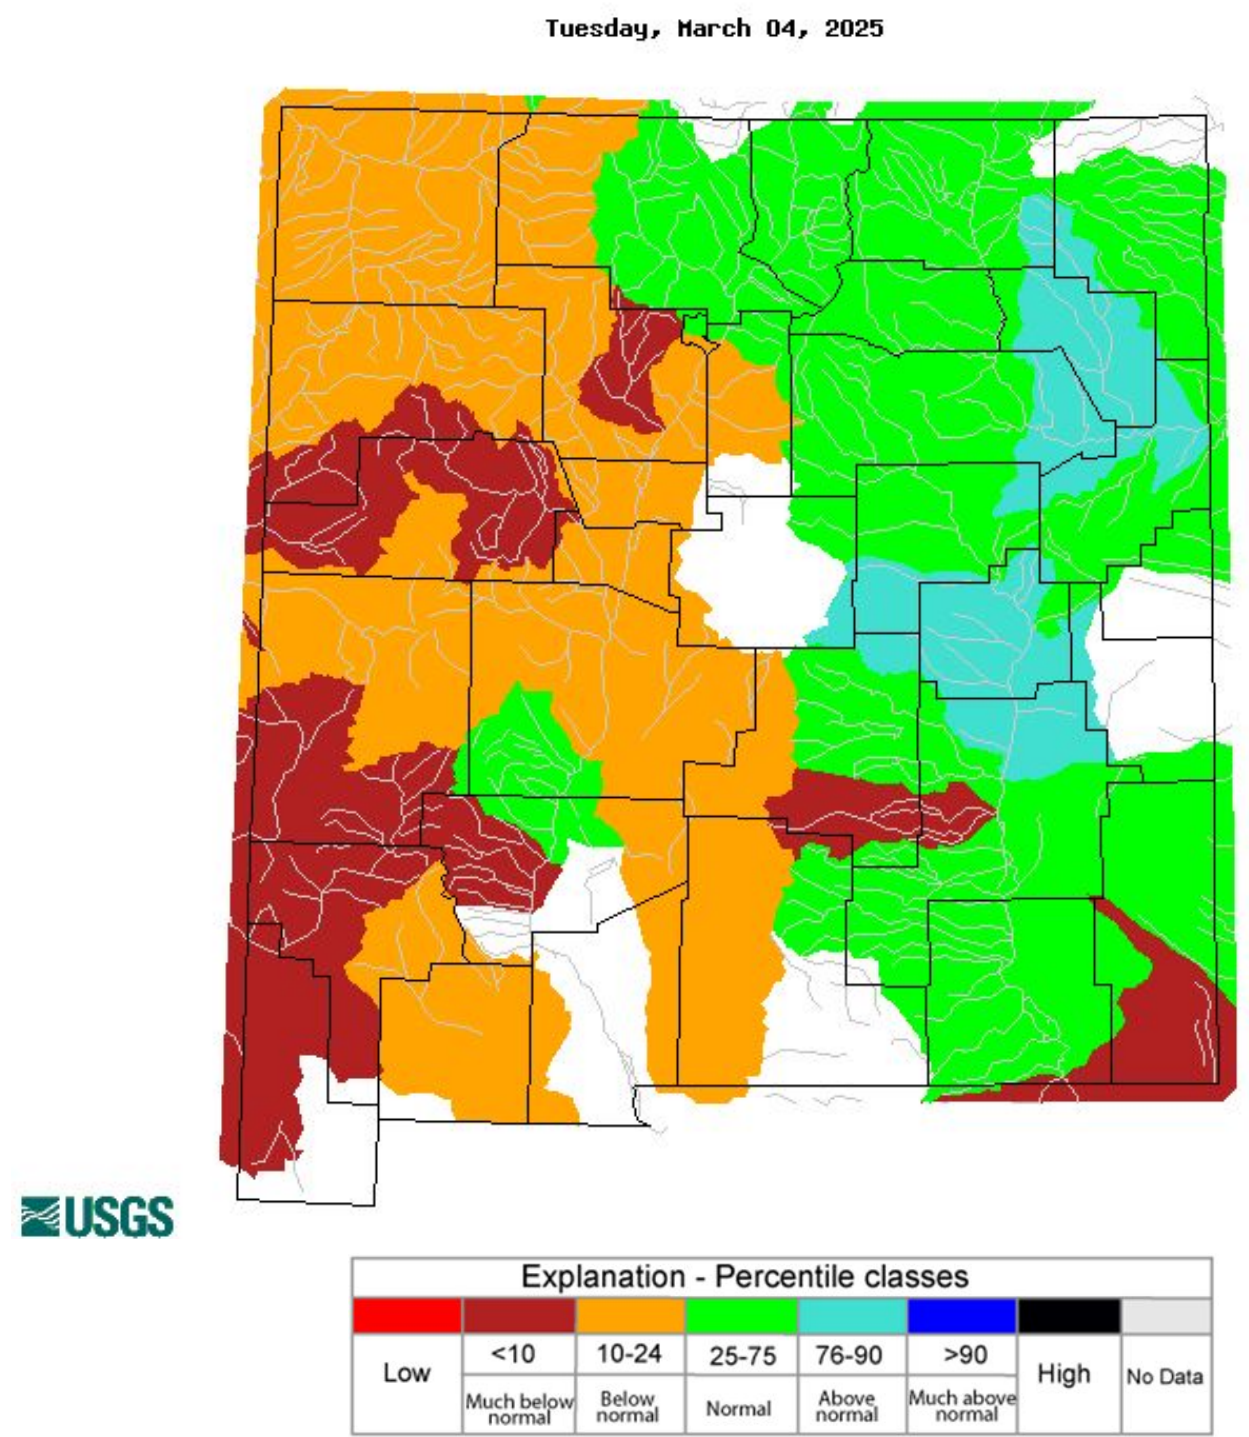 Tuesday, March 04, 2025
USGS
Explanation - Percentile classes
Low
<10
10-24
25-75
76-90
>90
High
No Data
Much below normal
Below normal
Normal
Above normal
Much above normal